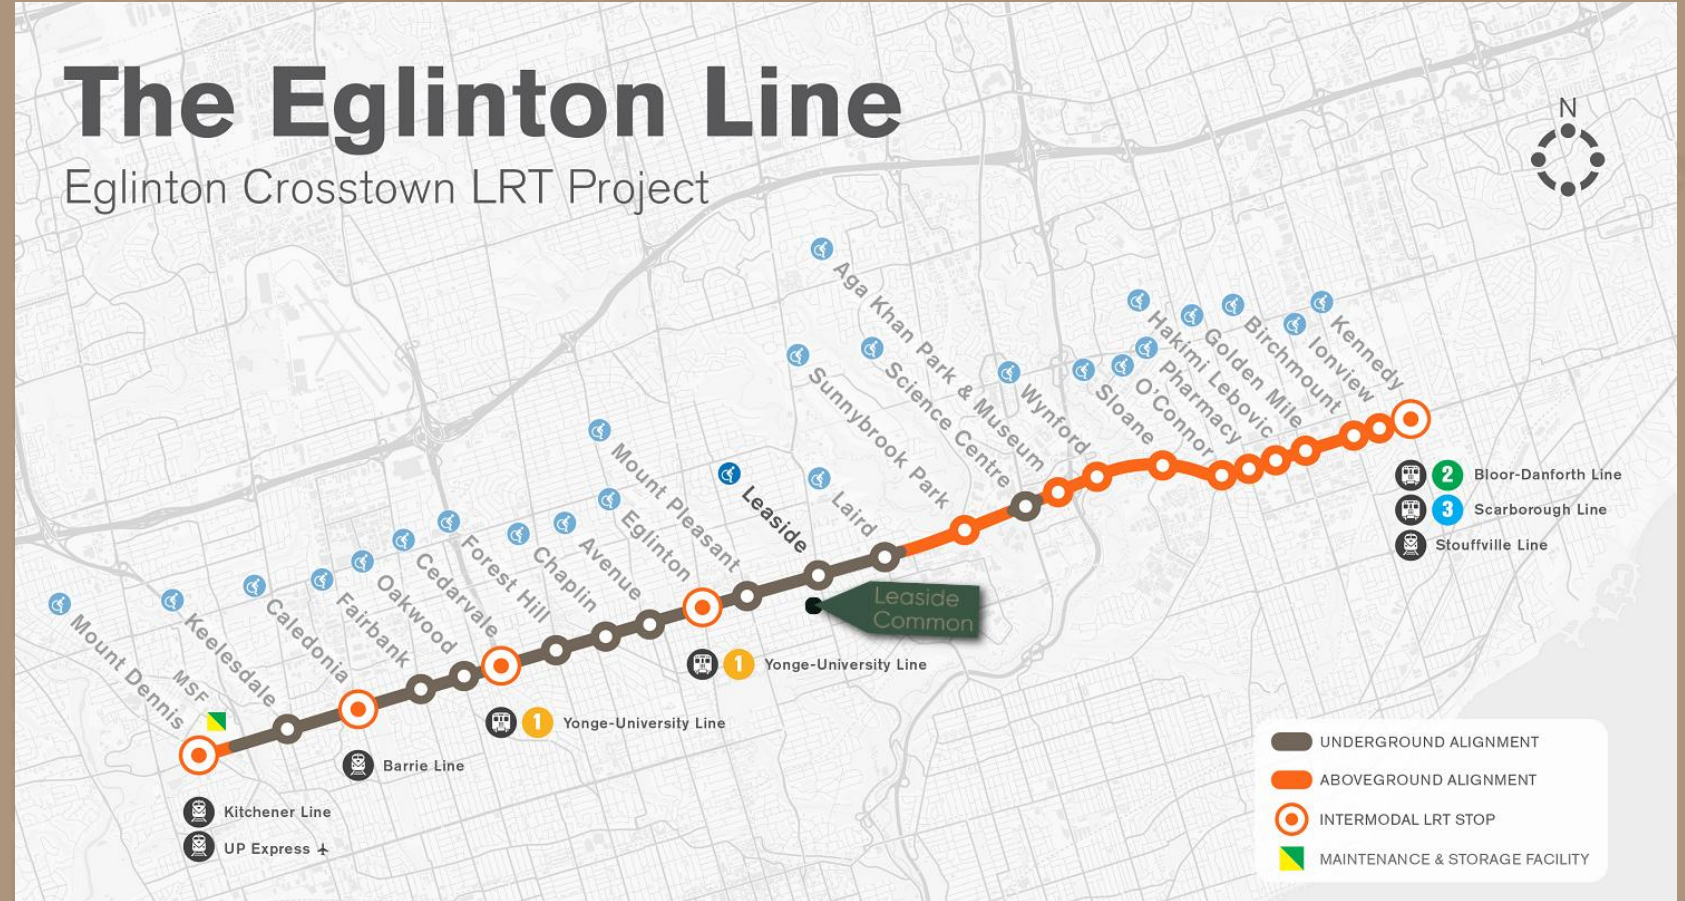 The Eglinton Line
Eglinton Crosstown LRT Project
N
Mount Dennis
MSF
Keelesdale
Caledonia
Fairbank
Oakwood
Cedarvale
Forest Hill
Chaplin
Avenue
Eglinton
Mount Pleasant
Leaside
Laird
Sunnybrook Park
Science Centre
Aga Khan Park & Museum
Wynford
Sloane
O'Connor
Pharmacy
Hakimi Lebovic
Golden Mile
Birchmount
Ionview
Kennedy
2 Bloor-Danforth Line
3 Scarborough Line
Stouffville Line
Leaside
Common
1 Yonge-University Line
1 Yonge-University Line
Barrie Line
Kitchener Line
UP Express
UNDERGROUND ALIGNMENT
ABOVEGROUND ALIGNMENT
INTERMODAL LRT STOP
MAINTENANCE & STORAGE FACILITY